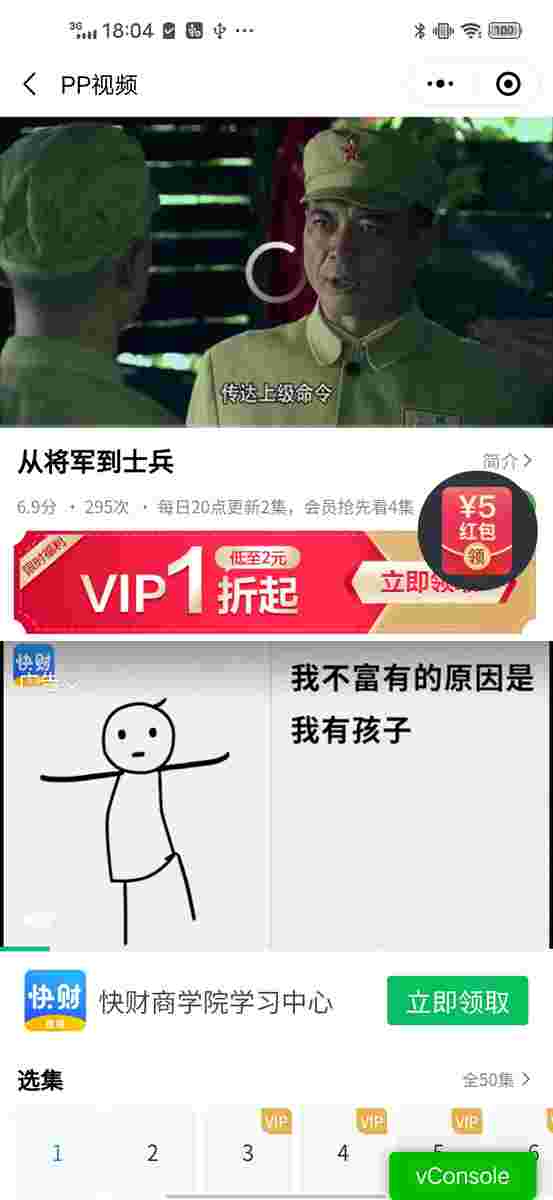 3G 18:04 100
PP视频
传达上级命令
从将军到士兵
简介
6.9分 · 295次 · 每日20点更新2集，会员抢先看4集
¥5
红包
领
限时福利
VIP1折起
低至2元
立即领取
快财
我不富有的原因是
我有孩子
快财
快财商学院学习中心
立即领取
选集
全50集
1 2 3 VIP 4 VIP 5 VIP 6
vConsole